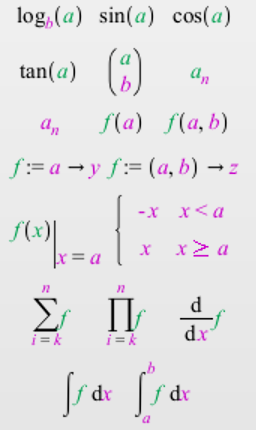 log_b(a) sin(a) cos(a)
tan(a) (a b) a_n
a_n f(a) f(a, b)
f := a → y f := (a, b) → z
f(x)|x = a { -x x < a
x x ≥ a
n ∑ i = k f n ∏ i = k f d/dx f
∫ f dx ∫_a^b f dx